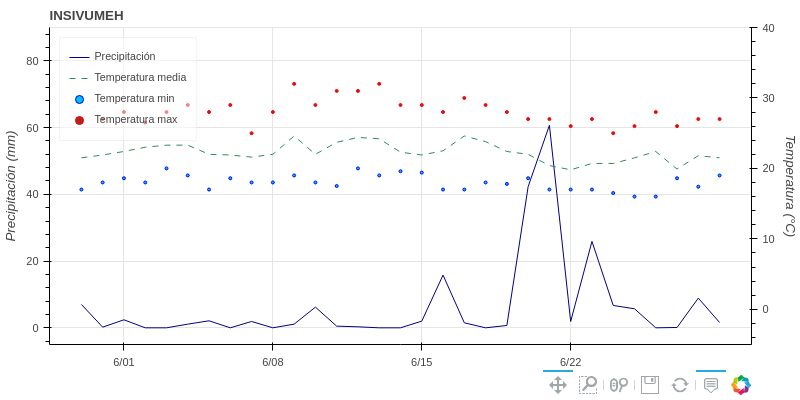 INSIVUMEH
Precipitación
Temperatura media
Temperatura min
Temperatura max
Precipitación (mm)
80
60
40
20
0
Temperatura (°C)
40
30
20
10
0
6/01
6/08
6/15
6/22